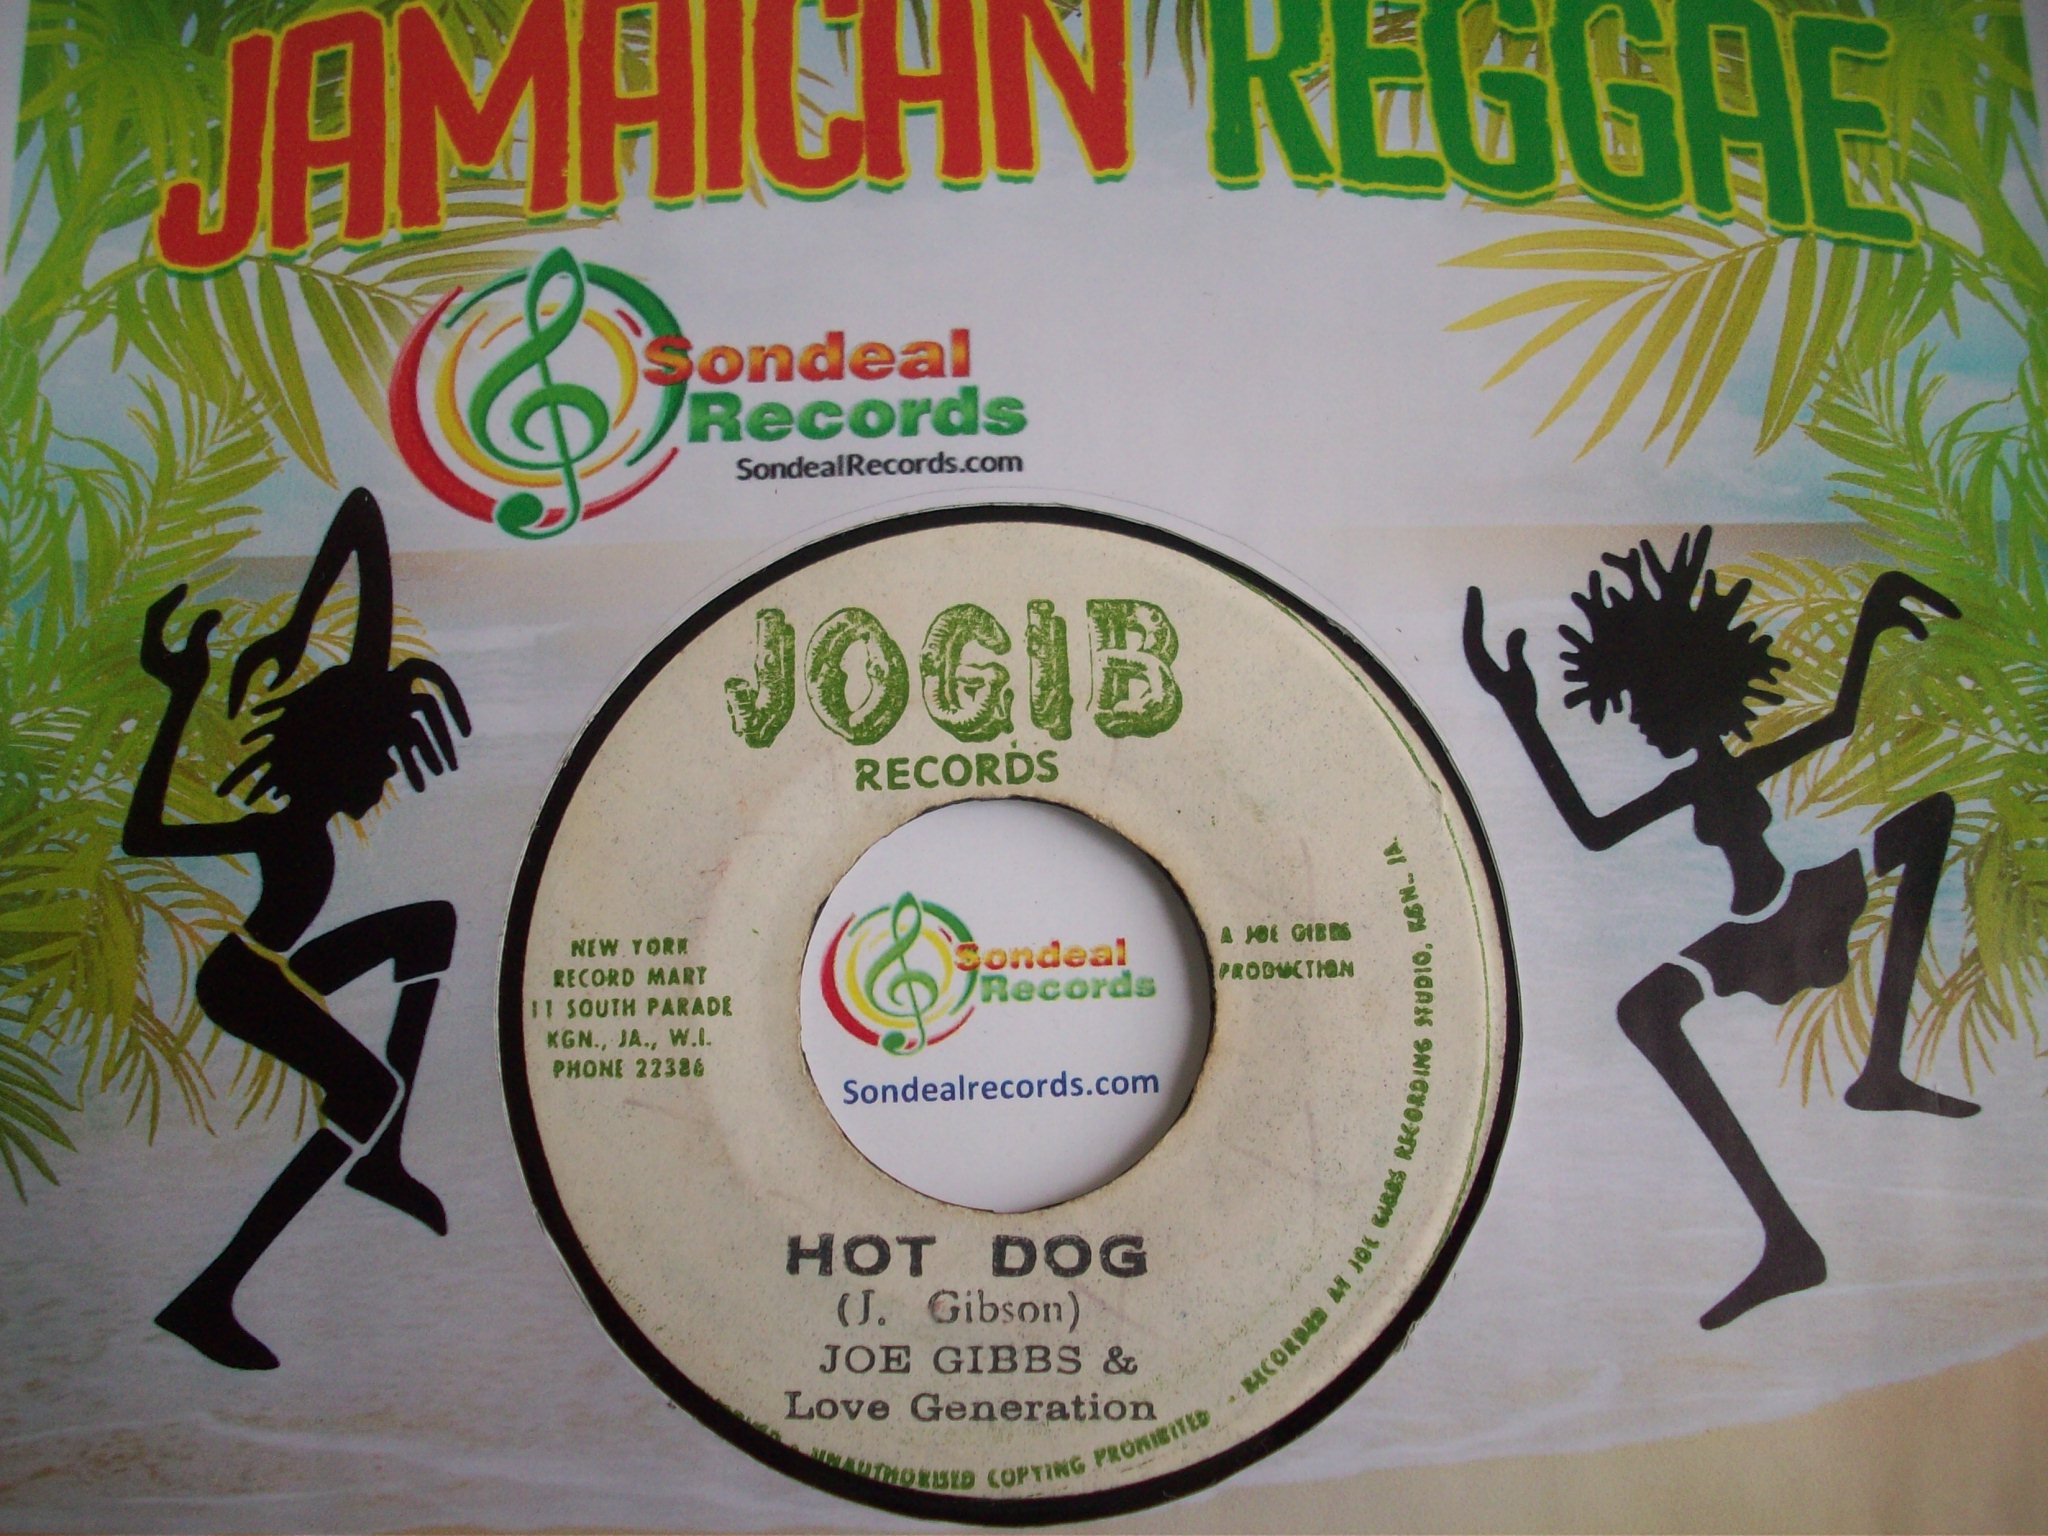 JAMAICAN REGGAE
Sondeal
Records
SondealRecords.com
JOGIB
RECORDS
NEW YORK
RECORD MART
11 SOUTH PARADE
KGN., JA., W.I.
PHONE 22386
A JOE GIBBS
PRODUCTION
Sondeal
Records
Sondealrecords.com
HOT DOG
(J. Gibson)
JOE GIBBS &
Love Generation
UNAUTHORISED COPYING PROHIBITED - RECORDED AT JOE GIBBS RECORDING STUDIO, KGN., JA.